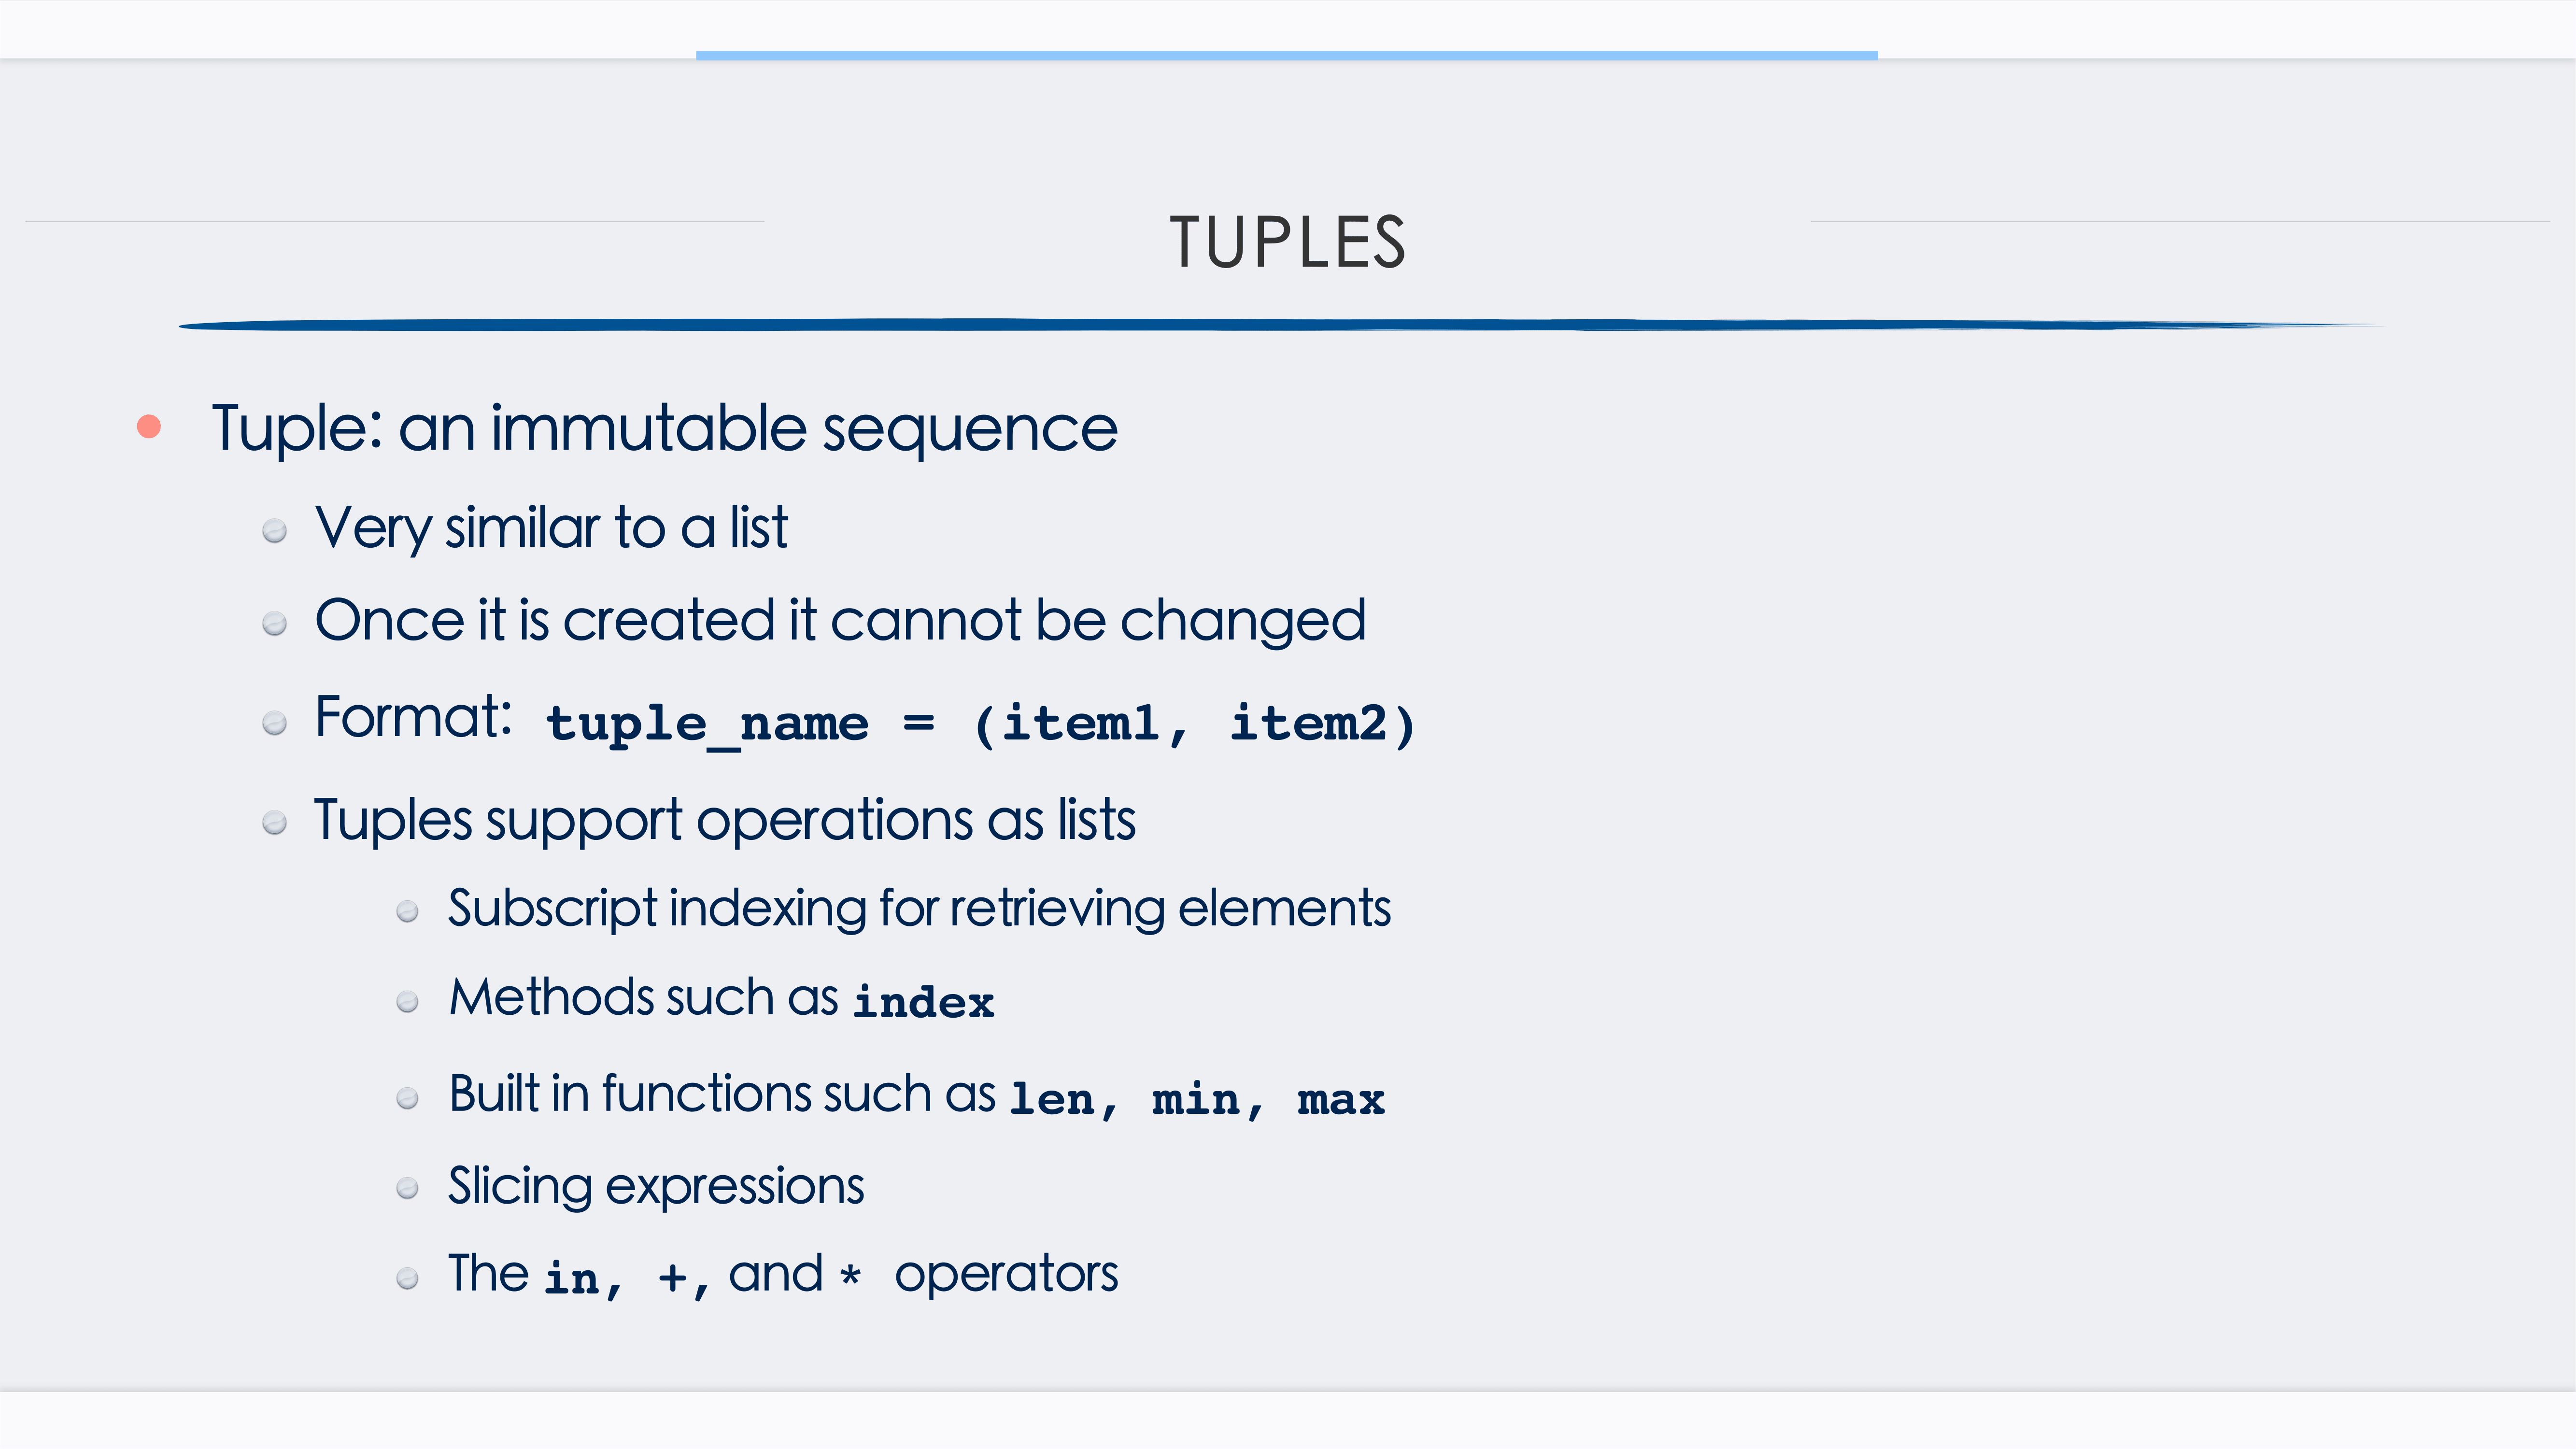 TUPLES
Tuple: an immutable sequence
Very similar to a list
Once it is created it cannot be changed
Format: tuple_name = (item1, item2)
Tuples support operations as lists
Subscript indexing for retrieving elements
Methods such as index
Built in functions such as len, min, max
Slicing expressions
The in, +, and * operators